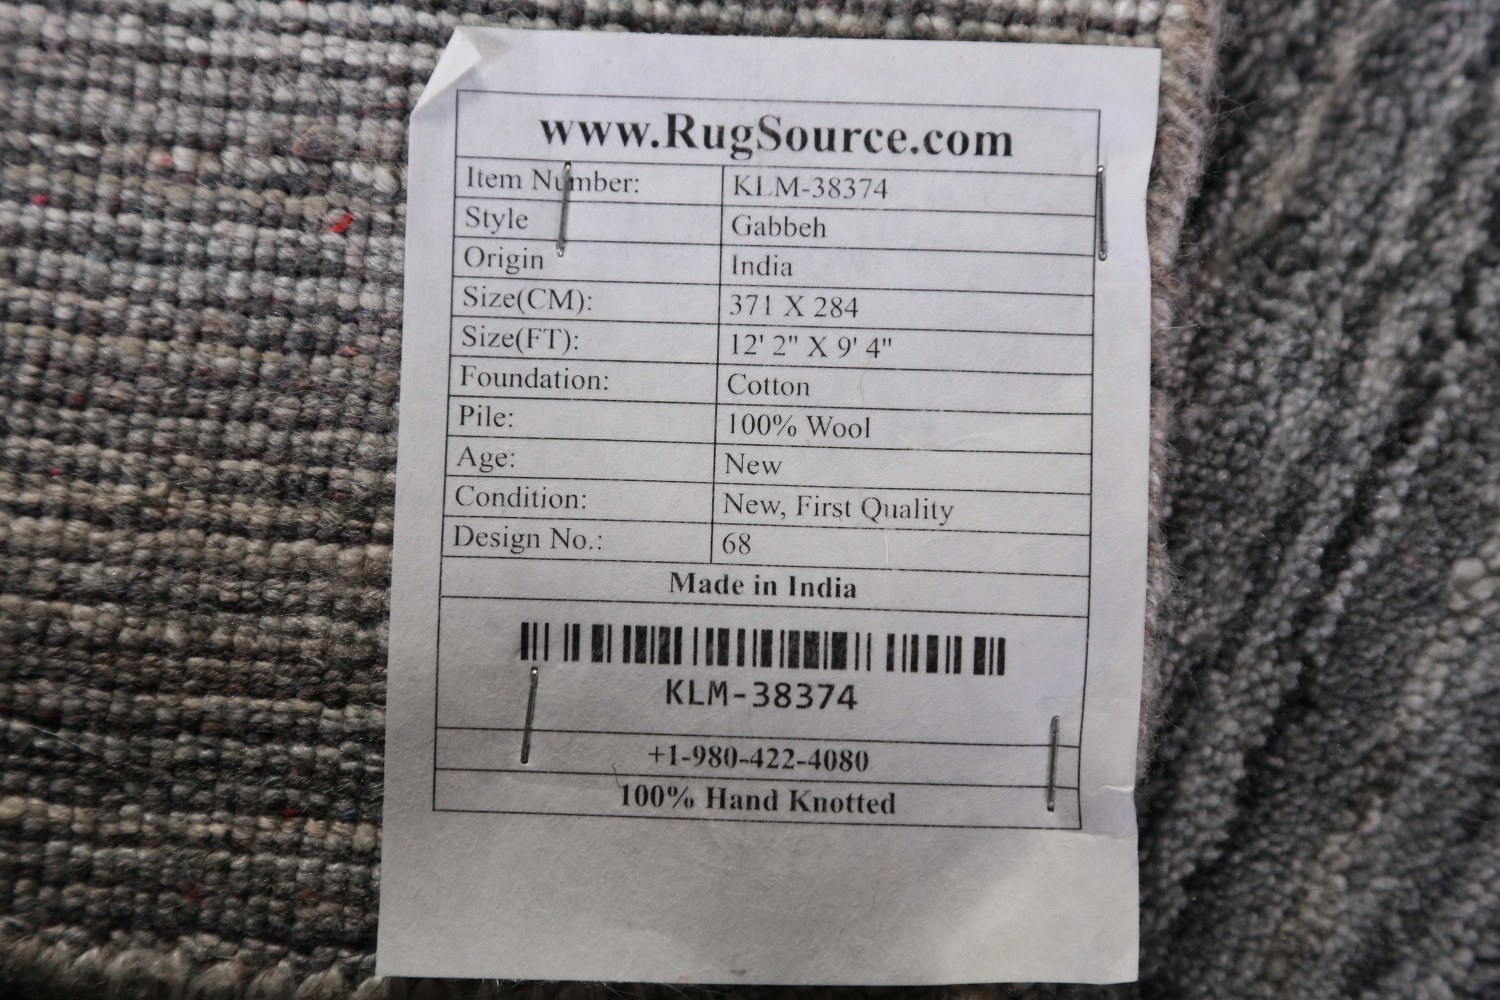 www.RugSource.com
Item Number: KLM-38374
Style Gabbeh
Origin India
Size(CM): 371 X 284
Size(FT): 12' 2" X 9' 4"
Foundation: Cotton
Pile: 100% Wool
Age: New
Condition: New, First Quality
Design No.: 68
Made in India
KLM-38374
+1-980-422-4080
100% Hand Knotted